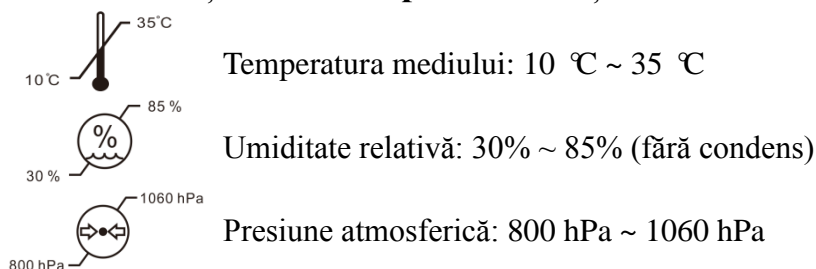 35℃
10℃
Temperatura mediului: 10 ℃ ~ 35 ℃
85 %
%
30 %
Umiditate relativă: 30% ~ 85% (fără condens)
1060 hPa
800 hPa
Presiune atmosferică: 800 hPa ~ 1060 hPa